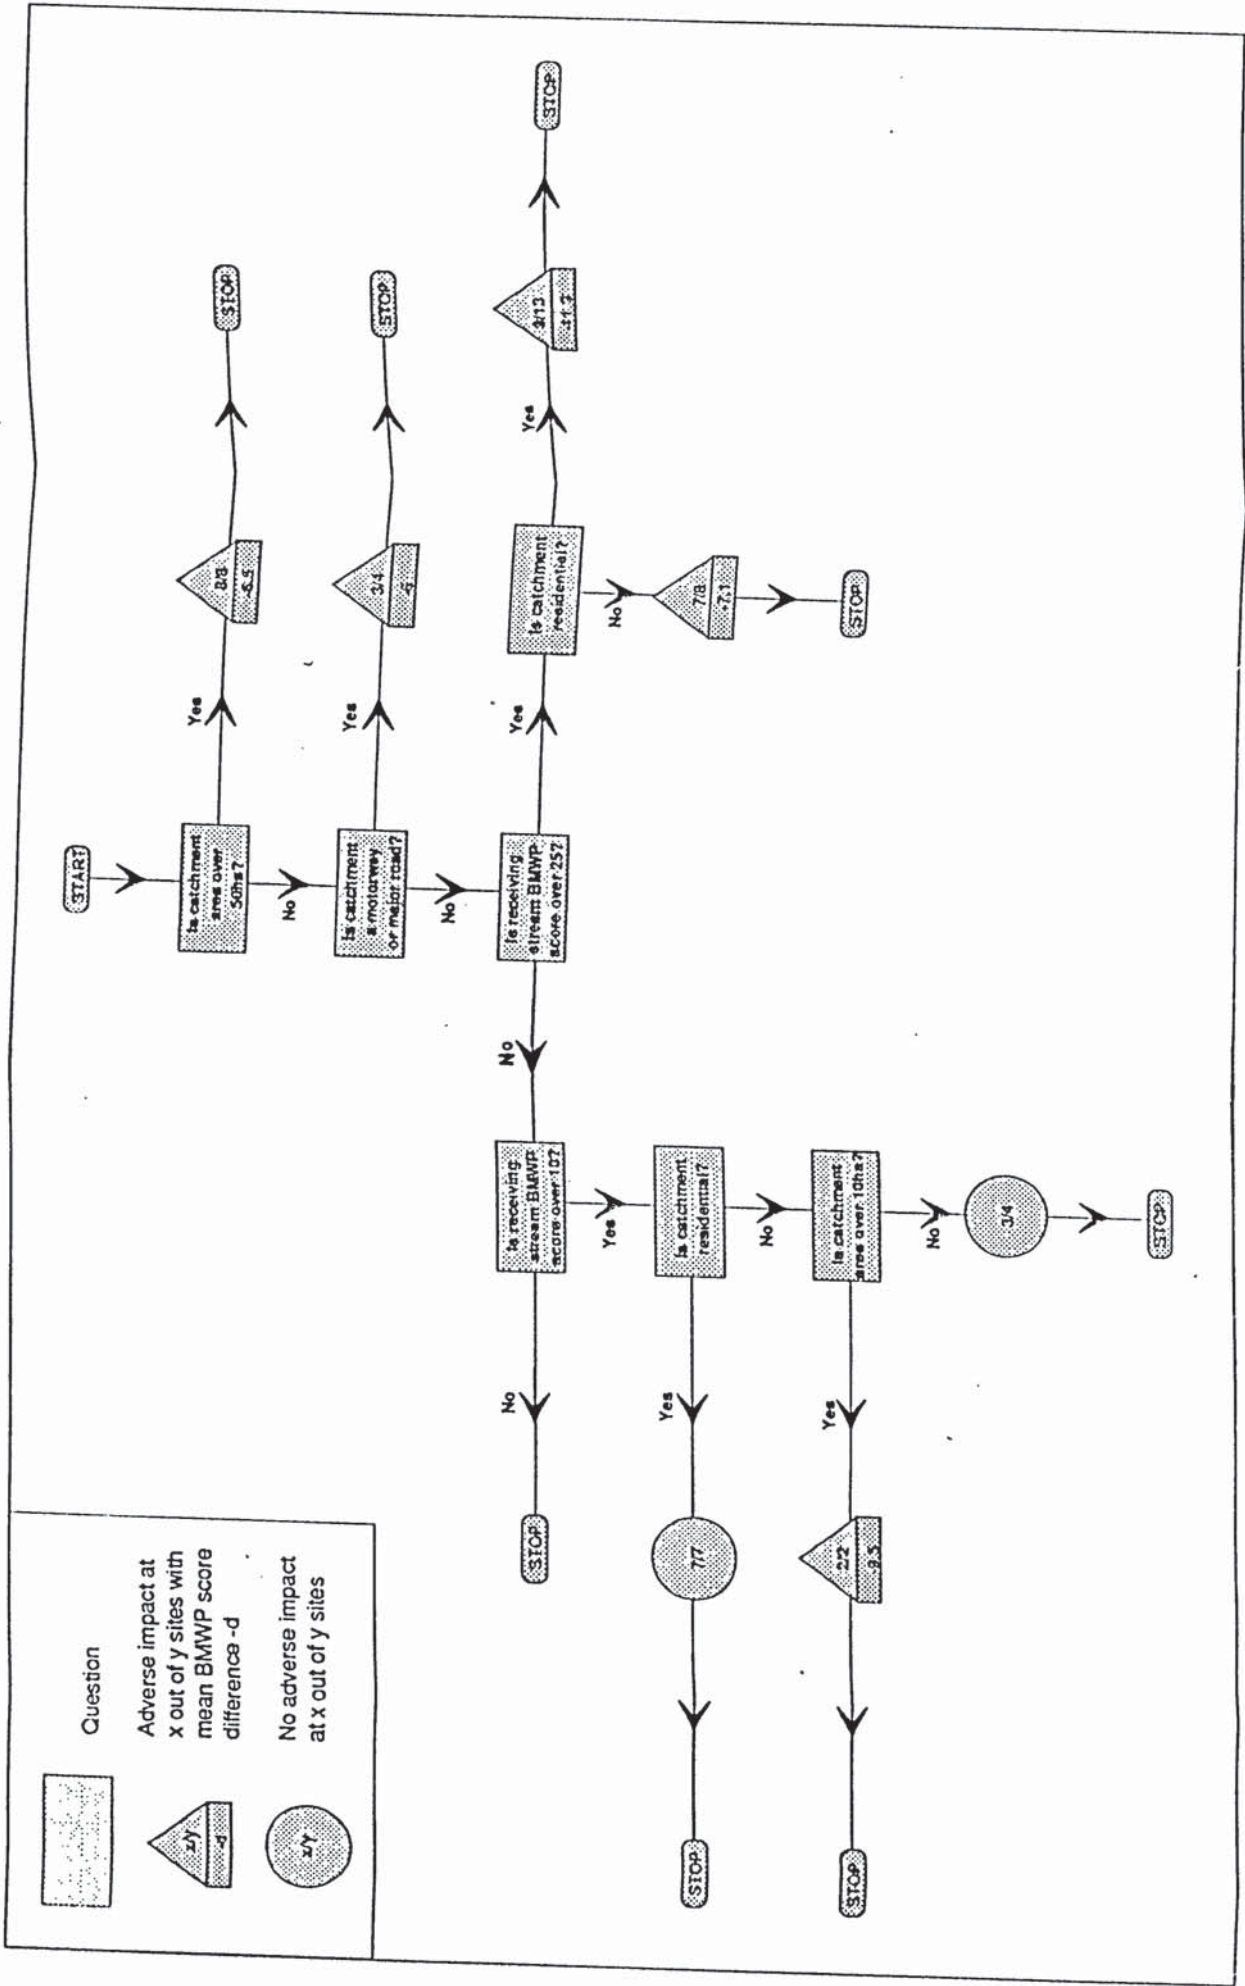 START
Is catchment
area over
50ha?
Yes
8/8
-6.5
STOP
No
Is catchment
a motorway
or major road?
Yes
3/4
-5
STOP
No
Is receiving
stream BMWP
score over 25?
Yes
Is catchment
residential?
Yes
9/13
-11.3
STOP
No
7/8
-7.1
STOP
No
Is receiving
stream BMWP
score over 10?
No
STOP
Yes
Is catchment
residential?
Yes
7/7
STOP
No
Is catchment
area over 10ha?
Yes
2/2
-9.5
STOP
No
3/4
STOP
Question
x/y
-d
Adverse impact at
x out of y sites with
mean BMWP score
difference -d
x/y
No adverse impact
at x out of y sites